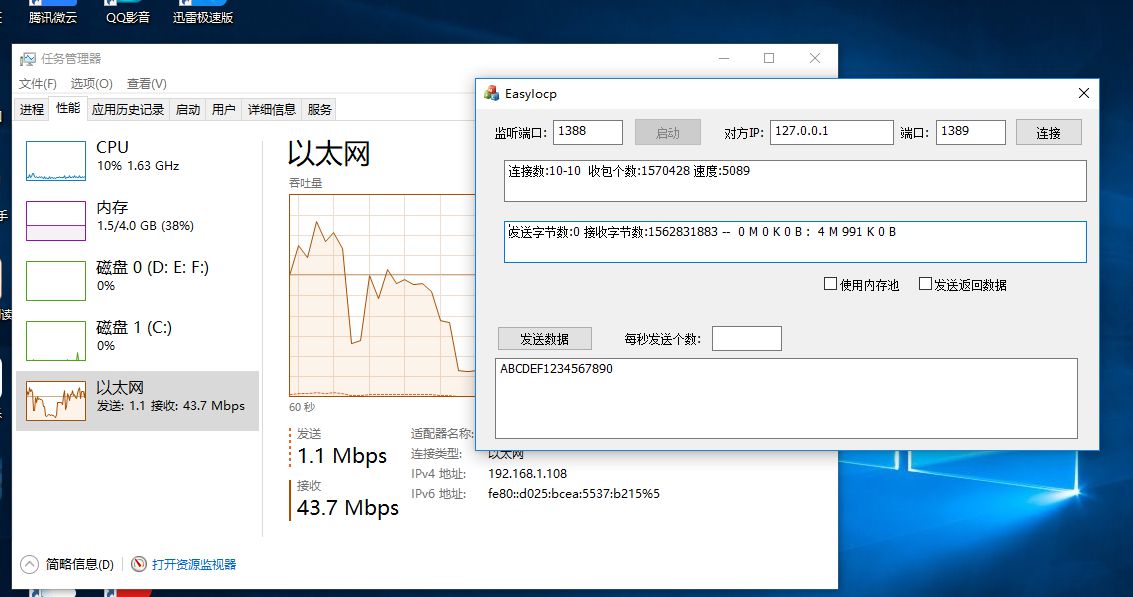 腾讯微云
QQ影音
迅雷极速版
任务管理器
文件(F) 选项(O) 查看(V)
进程 性能 应用历史记录 启动 用户 详细信息 服务
CPU
10% 1.63 GHz
内存
1.5/4.0 GB (38%)
磁盘 0 (D: E: F:)
0%
磁盘 1 (C:)
0%
以太网
发送: 1.1 接收: 43.7 Mbps
以太网
吞吐量
60 秒
发送
1.1 Mbps
接收
43.7 Mbps
适配器名称:
连接类型: 以太网
IPv4 地址: 192.168.1.108
IPv6 地址: fe80::d025:bcea:5537:b215%5
简略信息(D)
打开资源监视器
EasyIocp
监听端口: 1388 启动 对方IP: 127.0.0.1 端口: 1389 连接
连接数:10-10 收包个数:1570428 速度:5089
发送字节数:0 接收字节数:1562831883 -- 0 M 0 K 0 B : 4 M 991 K 0 B
使用内存池 发送返回数据
发送数据 每秒发送个数:
ABCDEF1234567890